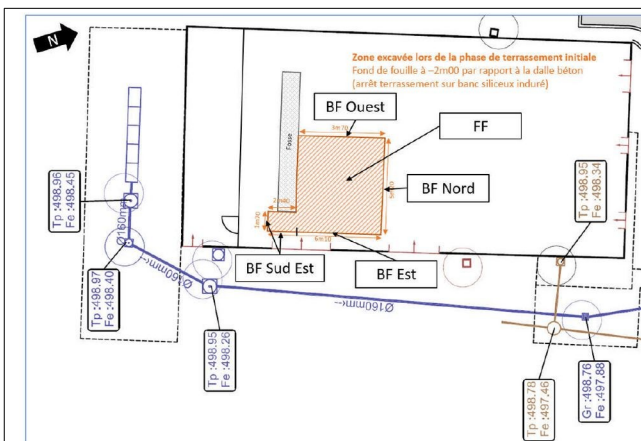 N
Zone excavée lors de la phase de terrassement initiale
Fond de fouille à –2m00 par rapport à la dalle béton
(arrêt terrassement sur banc siliceux induré)
BF Ouest
FF
Fosse
BF Nord
2m40
1m30
6m10
BF Sud Est
BF Est
Tp :498.96
Fe :498.45
Ø160mm
Tp :498.97
Fe :498.40
Ø160mm
Tp :498.95
Fe :498.26
Ø160mm
Tp :498.95
Fe :498.34
Tp :498.78
Fe :497.46
Gr :498.76
Fe :497.88